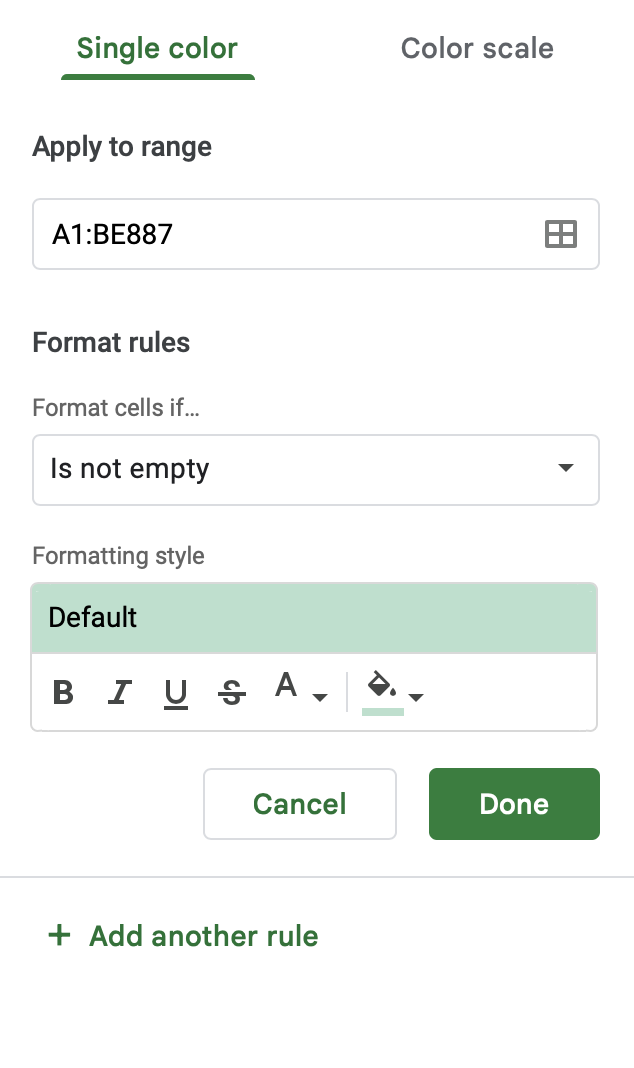 Single color Color scale
Apply to range
A1:BE887
Format rules
Format cells if…
Is not empty
Formatting style
Default
B I U S A
Cancel Done
+ Add another rule